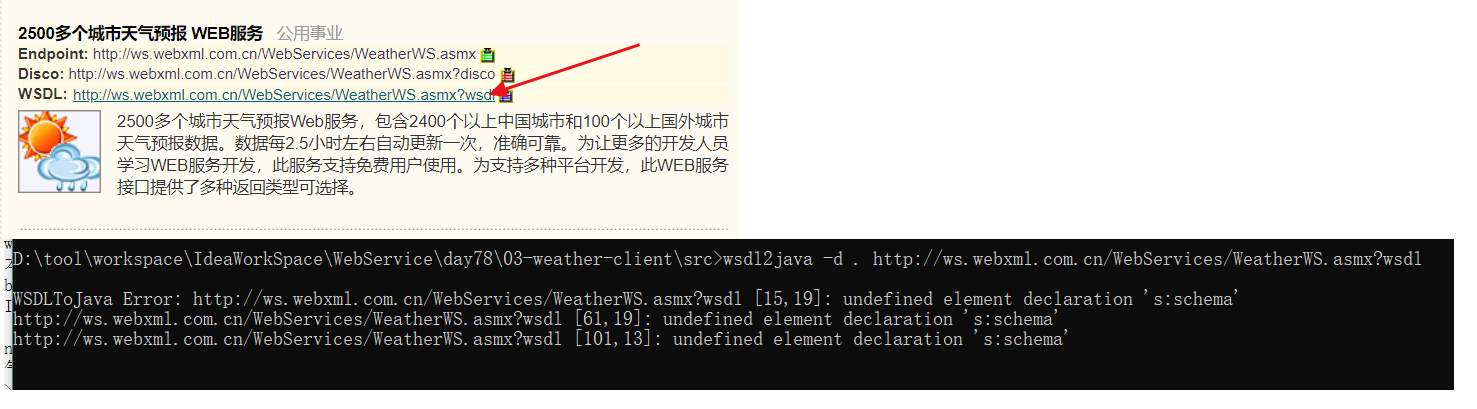 2500多个城市天气预报 WEB服务 公用事业
Endpoint: http://ws.webxml.com.cn/WebServices/WeatherWS.asmx
Disco: http://ws.webxml.com.cn/WebServices/WeatherWS.asmx?disco
WSDL: http://ws.webxml.com.cn/WebServices/WeatherWS.asmx?wsdl
2500多个城市天气预报Web服务，包含2400个以上中国城市和100个以上国外城市
天气预报数据。数据每2.5小时左右自动更新一次，准确可靠。为让更多的开发人员
学习WEB服务开发，此服务支持免费用户使用。为支持多种平台开发，此WEB服务
接口提供了多种返回类型可选择。
D:\tool\workspace\IdeaWorkSpace\WebService\day78\03-weather-client\src>wsdl2java -d . http://ws.webxml.com.cn/WebServices/WeatherWS.asmx?wsdl
WSDLToJava Error: http://ws.webxml.com.cn/WebServices/WeatherWS.asmx?wsdl [15,19]: undefined element declaration 's:schema'
http://ws.webxml.com.cn/WebServices/WeatherWS.asmx?wsdl [61,19]: undefined element declaration 's:schema'
http://ws.webxml.com.cn/WebServices/WeatherWS.asmx?wsdl [101,13]: undefined element declaration 's:schema'